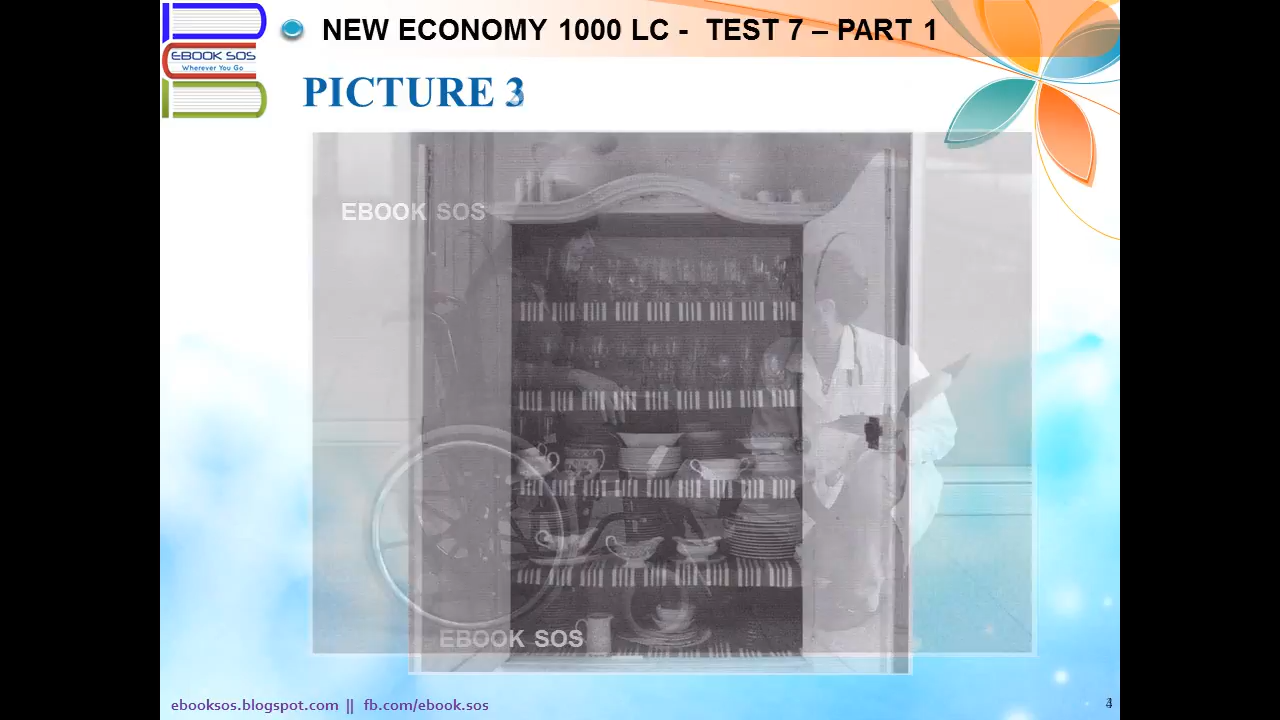 NEW ECONOMY 1000 LC - TEST 7 – PART 1
EBOOK SOS
Wherever You Go
PICTURE 3
EBOOK SOS
EBOOK SOS
ebooksos.blogspot.com || fb.com/ebook.sos